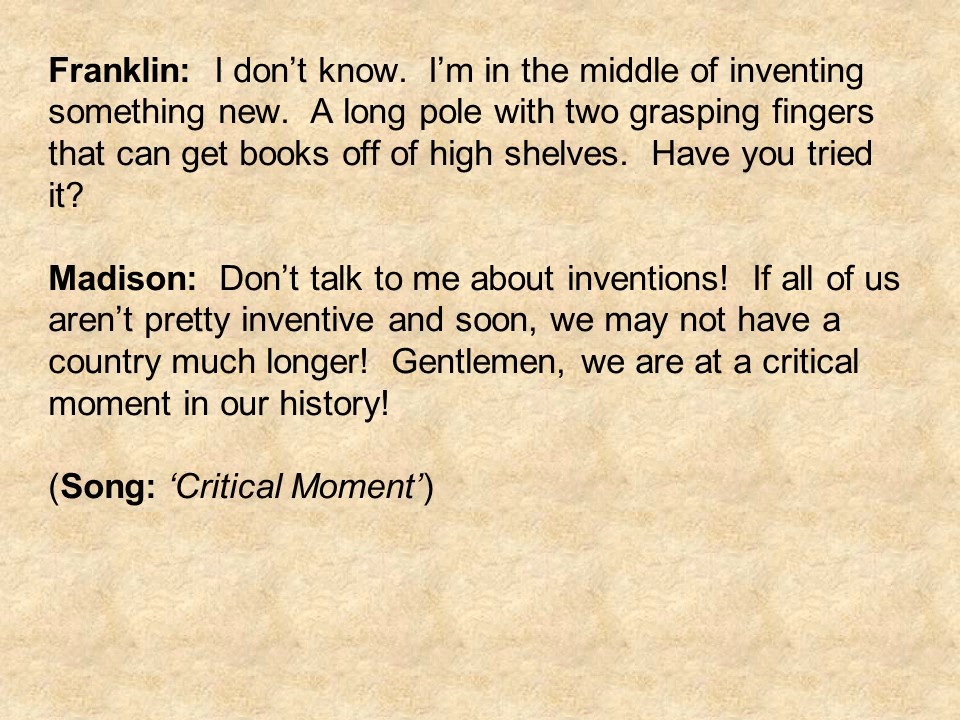 Franklin:  I don’t know.  I’m in the middle of inventing
something new.  A long pole with two grasping fingers
that can get books off of high shelves.  Have you tried
it?
Madison:  Don’t talk to me about inventions!  If all of us
aren’t pretty inventive and soon, we may not have a
country much longer!  Gentlemen, we are at a critical
moment in our history!
(Song:  ‘Critical Moment’)